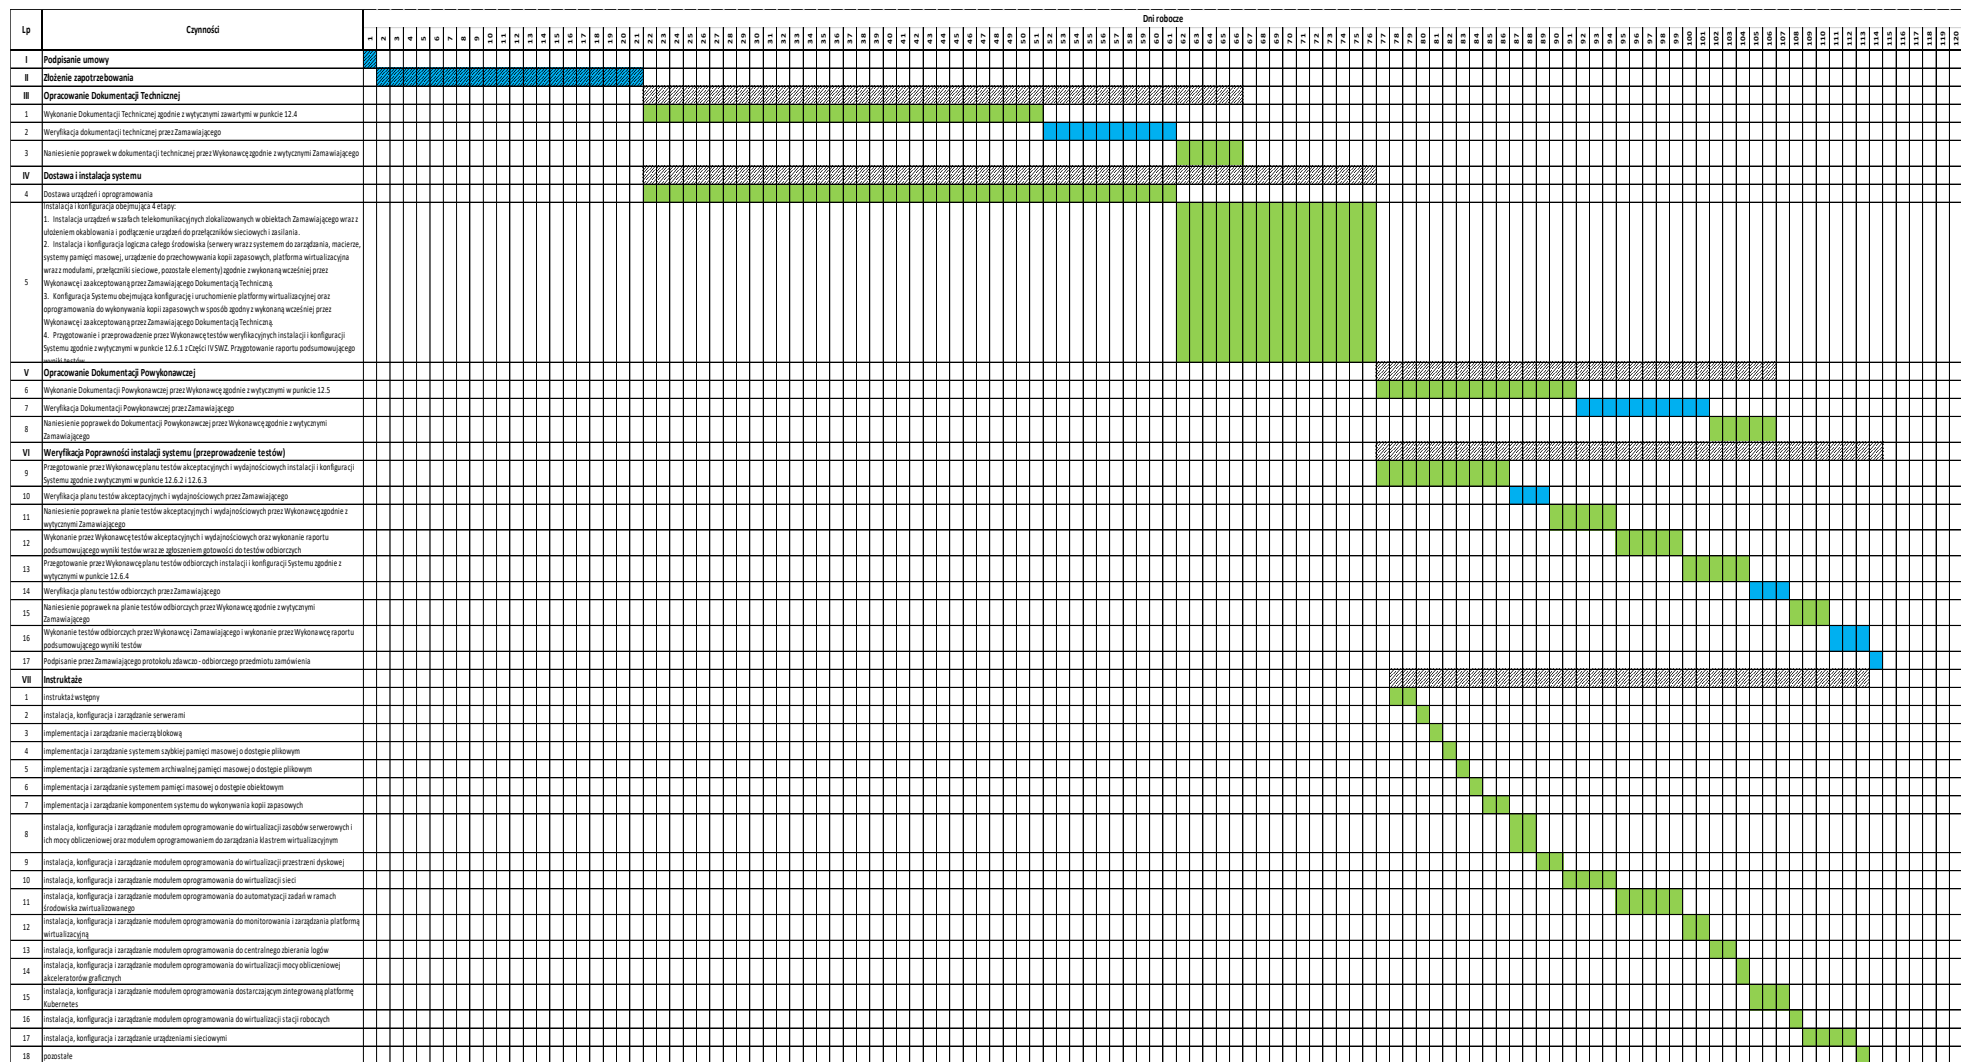 Lp
Czynności
Dni robocze
1 2 3 4 5 6 7 8 9 10 11 12 13 14 15 16 17 18 19 20 21 22 23 24 25 26 27 28 29 30 31 32 33 34 35 36 37 38 39 40 41 42 43 44 45 46 47 48 49 50 51 52 53 54 55 56 57 58 59 60 61 62 63 64 65 66 67 68 69 70 71 72 73 74 75 76 77 78 79 80 81 82 83 84 85 86 87 88 89 90 91 92 93 94 95 96 97 98 99 100 101 102 103 104 105 106 107 108 109 110 111 112 113 114 115 116 117 118 119 120
I Podpisanie umowy
II Złożenie zapotrzebowania
III Opracowanie Dokumentacji Technicznej
1 Wykonanie Dokumentacji Technicznej zgodnie z wytycznymi zawartymi w punkcie 12.4
2 Weryfikacja dokumentacji technicznej przez Zamawiającego
3 Naniesienie poprawek w dokumentacji technicznej przez Wykonawcę zgodnie z wytycznymi Zamawiającego
IV Dostawa i instalacja systemu
4 Dostawa urządzeń i oprogramowania
5
Instalacja i konfiguracja obejmująca 4 etapy:
1. Instalacja urządzeń w szafach telekomunikacyjnych zlokalizowanych w obiektach Zamawiającego wraz z
ułożeniem okablowania i podłączenie urządzeń do przełączników sieciowych i zasilania.
2. Instalacja i konfiguracja logiczna całego środowiska (serwery wraz z systemem do zarządzania, macierze,
systemy pamięci masowej, urządzenie do przechowywania kopii zapasowych, platforma wirtualizacyjna
wraz z modułami, przełączniki sieciowe, pozostałe elementy) zgodnie z wykonaną wcześniej przez
Wykonawcę i zaakceptowaną przez Zamawiającego Dokumentacją Techniczną.
3. Konfiguracja Systemu obejmująca konfigurację i uruchomienie platformy wirtualizacyjnej oraz
oprogramowania do wykonywania kopii zapasowych w sposób zgodny z wykonaną wcześniej przez
Wykonawcę i zaakceptowaną przez Zamawiającego Dokumentacją Techniczną.
4. Przygotowanie i przeprowadzenie przez Wykonawcę testów weryfikacyjnych instalacji i konfiguracji
Systemu zgodnie z wytycznymi w punkcie 12.6.1 z Części IV SWZ. Przygotowanie raportu podsumowującego
wyniki testów
V Opracowanie Dokumentacji Powykonawczej
6 Wykonanie Dokumentacji Powykonawczej przez Wykonawcę zgodnie z wytycznymi w punkcie 12.5
7 Weryfikacja Dokumentacji Powykonawczej przez Zamawiającego
8 Naniesienie poprawek do Dokumentacji Powykonawczej przez Wykonawcę zgodnie z wytycznymi
Zamawiającego
VI Weryfikacja Poprawności instalacji systemu (przeprowadzenie testów)
9 Przegotowanie przez Wykonawcę planu testów akceptacyjnych i wydajnościowych instalacji i konfiguracji
Systemu zgodnie z wytycznymi w punkcie 12.6.2 i 12.6.3
10 Weryfikacja planu testów akceptacyjnych i wydajnościowych przez Zamawiającego
11 Naniesienie poprawek na planie testów akceptacyjnych i wydajnościowych przez Wykonawcę zgodnie z
wytycznymi Zamawiającego
12 Wykonanie przez Wykonawcę testów akceptacyjnych i wydajnościowych oraz wykonanie raportu
podsumowującego wyniki testów wraz ze zgłoszeniem gotowości do testów odbiorczych
13 Przegotowanie przez Wykonawcę planu testów odbiorczych instalacji i konfiguracji Systemu zgodnie z
wytycznymi w punkcie 12.6.4
14 Weryfikacja planu testów odbiorczych przez Zamawiającego
15 Naniesienie poprawek na planie testów odbiorczych przez Wykonawcę zgodnie z wytycznymi
Zamawiającego
16 Wykonanie testów odbiorczych przez Wykonawcę i Zamawiającego i wykonanie przez Wykonawcę raportu
podsumowującego wyniki testów
17 Podpisanie przez Zamawiającego protokołu zdawczo - odbiorczego przedmiotu zamówienia
VII Instruktaże
1 instruktaż wstępny
2 instalacja, konfiguracja i zarządzanie serwerami
3 implementacja i zarządzanie macierzą blokową
4 implementacja i zarządzanie systemem szybkiej pamięci masowej o dostępie plikowym
5 implementacja i zarządzanie systemem archiwalnej pamięci masowej o dostępie plikowym
6 implementacja i zarządzanie systemem pamięci masowej o dostępie obiektowym
7 implementacja i zarządzanie komponentem systemu do wykonywania kopii zapasowych
8 instalacja, konfiguracja i zarządzanie modułem oprogramowanie do wirtualizacji zasobów serwerowych i
ich mocy obliczeniowej oraz modułem oprogramowaniem do zarządzania klastrem wirtualizacyjnym
9 instalacja, konfiguracja i zarządzanie modułem oprogramowania do wirtualizacji przestrzeni dyskowej
10 instalacja, konfiguracja i zarządzanie modułem oprogramowania do wirtualizacji sieci
11 instalacja, konfiguracja i zarządzanie modułem oprogramowania do automatyzacji zadań w ramach
środowiska zwirtualizowanego
12 instalacja, konfiguracja i zarządzanie modułem oprogramowania do monitorowania i zarządzania platformą
wirtualizacyjną
13 instalacja, konfiguracja i zarządzanie modułem oprogramowania do centralnego zbierania logów
14 instalacja, konfiguracja i zarządzanie modułem oprogramowania do wirtualizacji mocy obliczeniowej
akceleratorów graficznych
15 instalacja, konfiguracja i zarządzanie modułem oprogramowania dostarczającym zintegrowaną platformę
Kubernetes
16 instalacja, konfiguracja i zarządzanie modułem oprogramowania do wirtualizacji stacji roboczych
17 instalacja, konfiguracja i zarządzanie urządzeniami sieciowymi
18 pozostałe